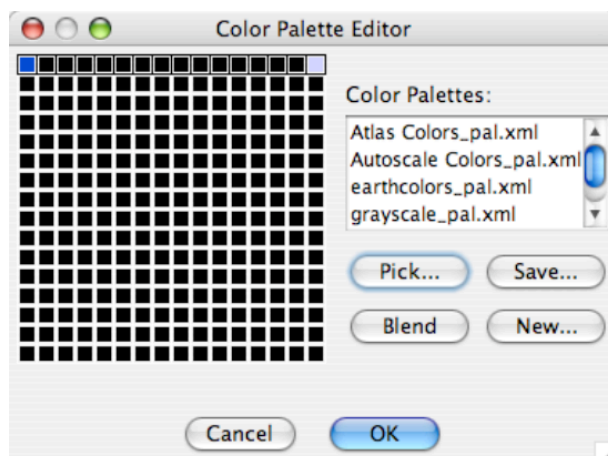 Color Palette Editor
Color Palettes:
Atlas Colors_pal.xml
Autoscale Colors_pal.xml
earthcolors_pal.xml
grayscale_pal.xml
Pick... Save...
Blend New...
Cancel OK